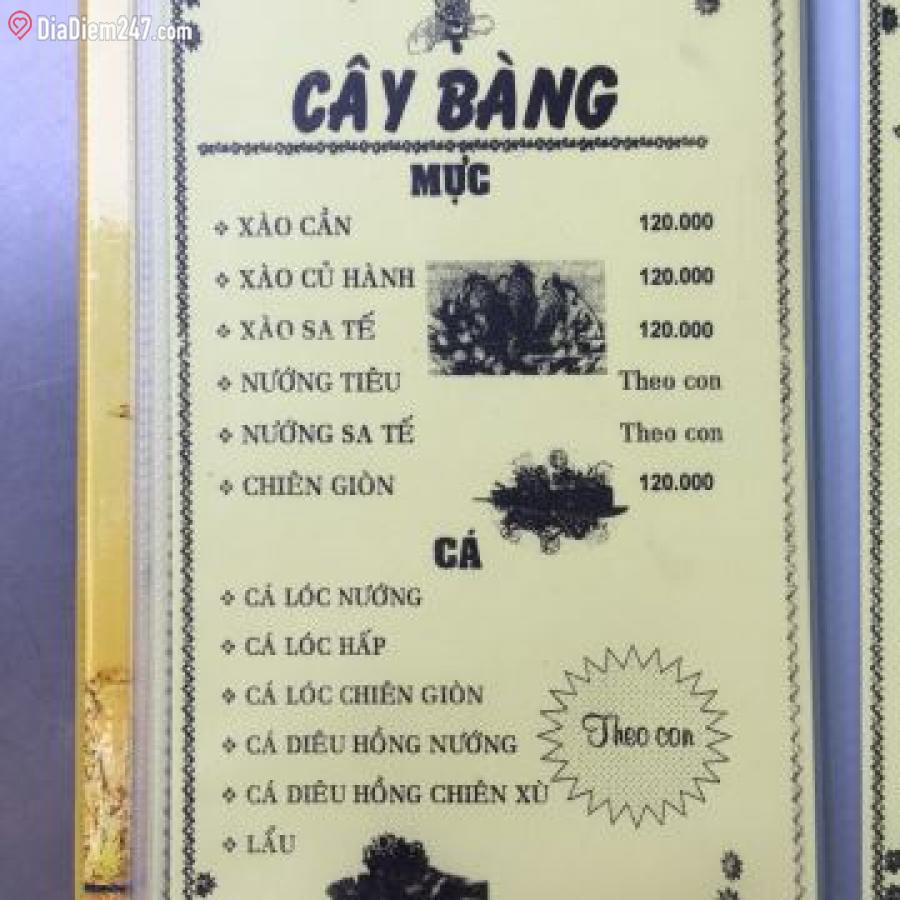 DiaDiem247.com
CÂY BÀNG
MỰC
XÀO CẦN 120.000
XÀO CỦ HÀNH 120.000
XÀO SA TẾ 120.000
NƯỚNG TIÊU Theo con
NƯỚNG SA TẾ Theo con
CHIÊN GIÒN 120.000
CÁ
CÁ LÓC NƯỚNG
CÁ LÓC HẤP
CÁ LÓC CHIÊN GIÒN
CÁ DIÊU HỒNG NƯỚNG
Theo con
CÁ DIÊU HỒNG CHIÊN XÙ
LẨU